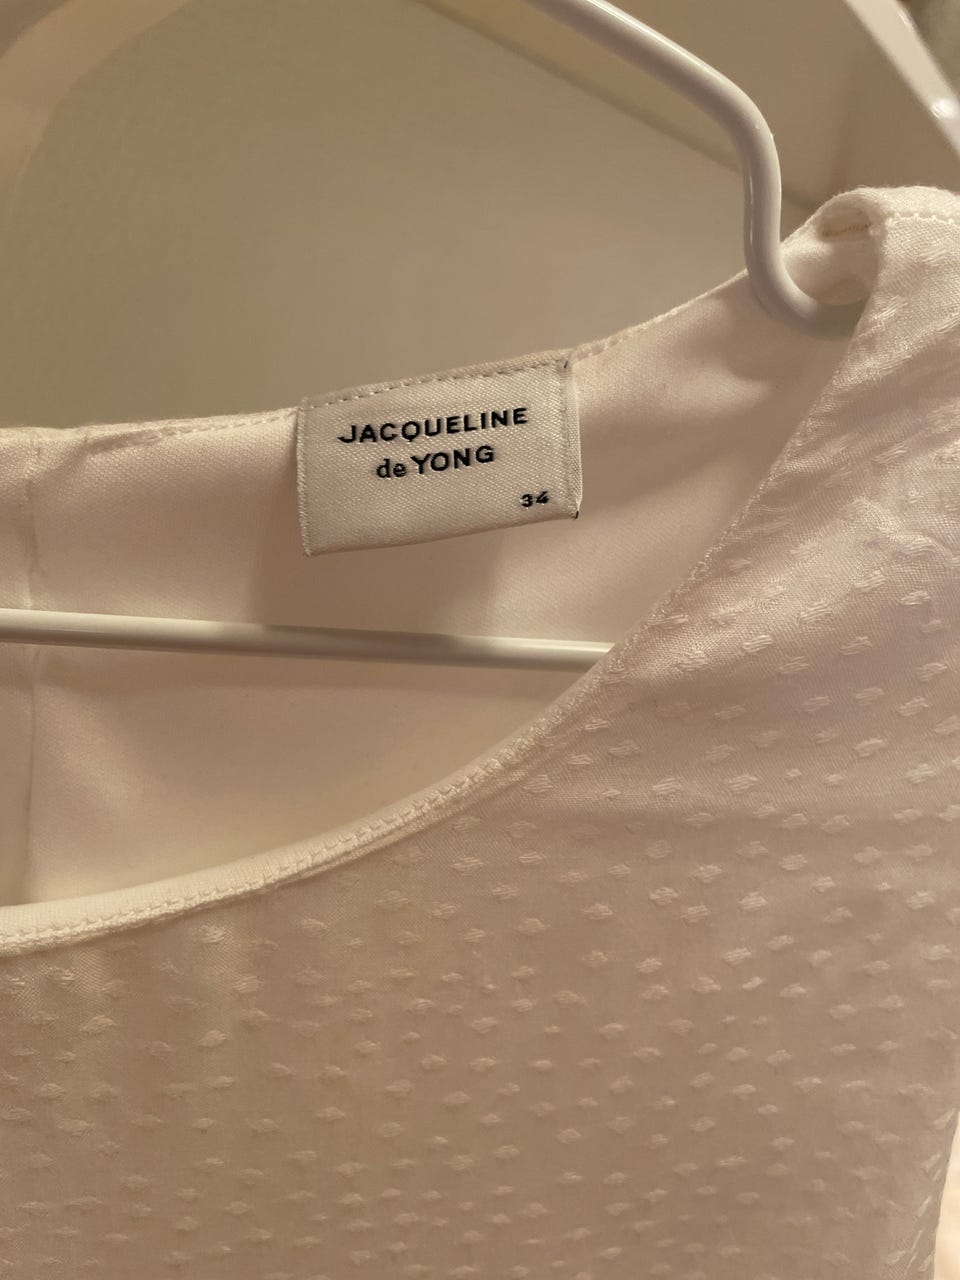 JACQUELINE
de YONG
34